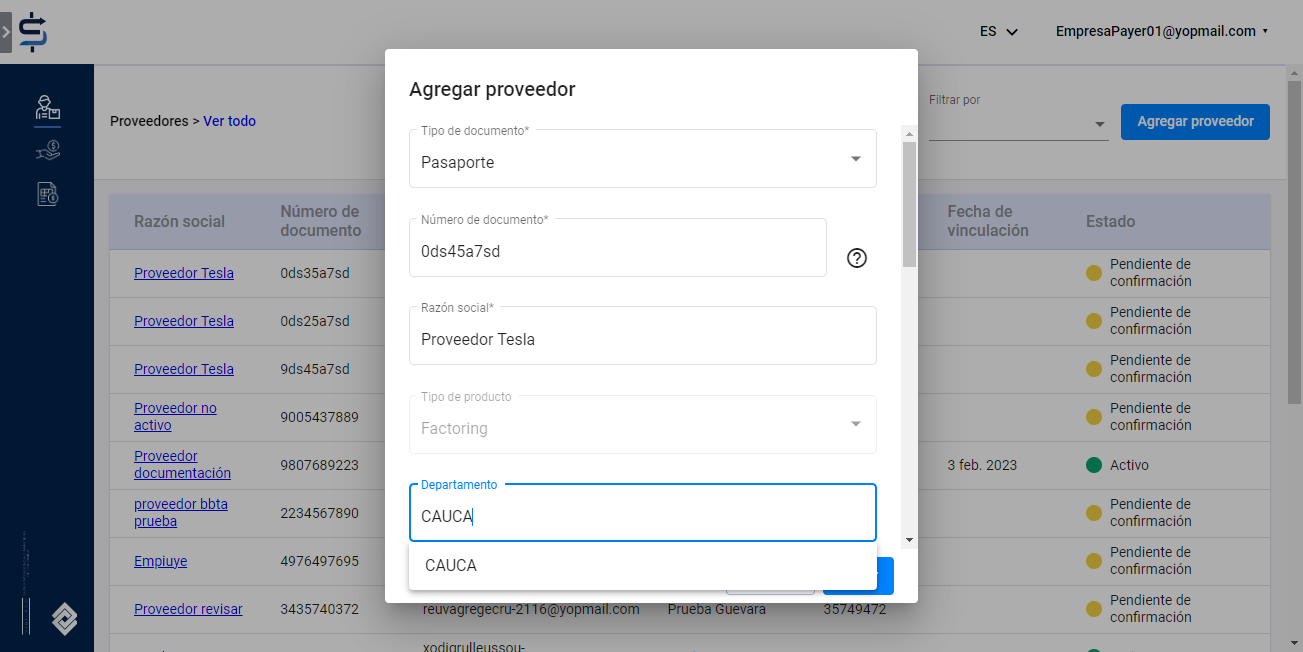 ES
EmpresaPayer01@yopmail.com
Proveedores > Ver todo
Filtrar por
Agregar proveedor
Agregar proveedor
Tipo de documento*
Pasaporte
Número de documento*
0ds45a7sd
Razón social*
Proveedor Tesla
Tipo de producto
Factoring
Departamento
CAUCA
CAUCA
Razón social
Número de
documento
Fecha de
vinculación
Estado
Proveedor Tesla
0ds35a7sd
Pendiente de
confirmación
Proveedor Tesla
0ds25a7sd
Pendiente de
confirmación
Proveedor Tesla
9ds45a7sd
Pendiente de
confirmación
Proveedor no
activo
9005437889
Pendiente de
confirmación
Proveedor
documentación
9807689223
3 feb. 2023
Activo
proveedor bbta
prueba
2234567890
Pendiente de
confirmación
Empiuye
4976497695
Pendiente de
confirmación
Proveedor revisar
3435740372
reuvagregecru-2116@yopmail.com
Prueba Guevara
35749472
Pendiente de
confirmación
xodigrulleussou-